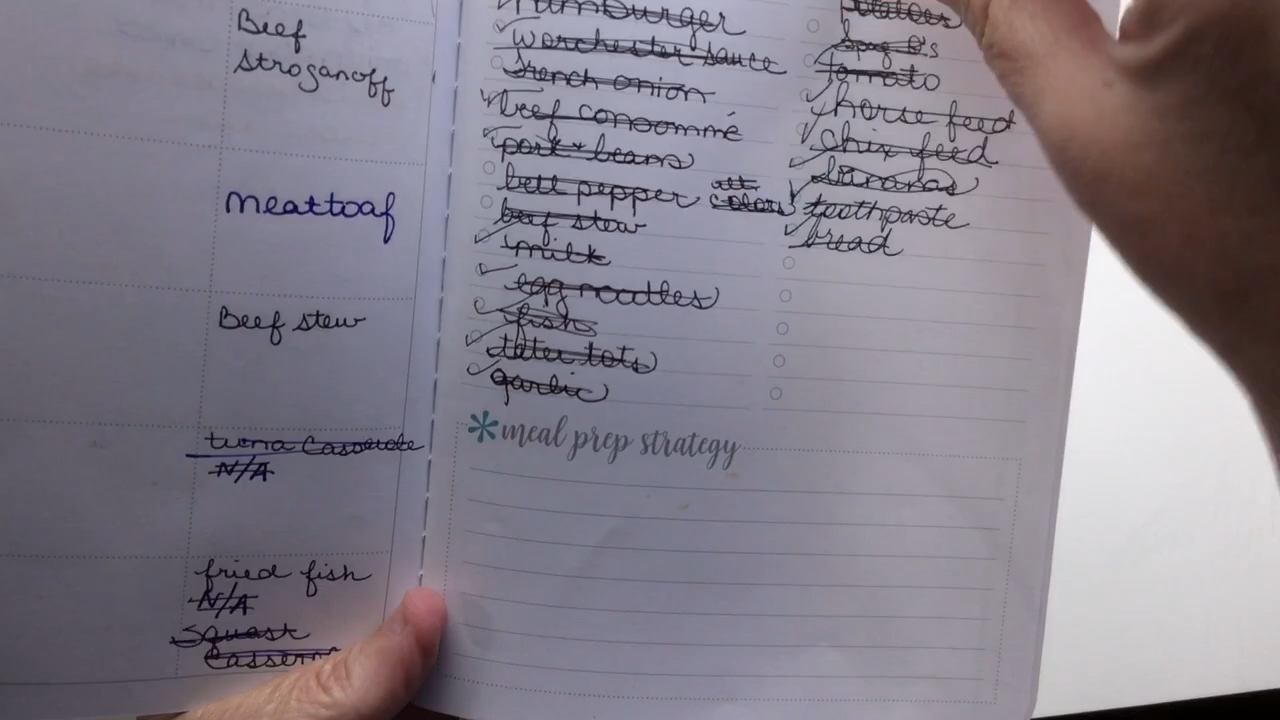 Beef
Stroganoff
meatloaf
Beef stew
tuna Casserole
N/A
fried fish
N/A
Squash
hamburger
worchester sauce
french onion
beef consommé
pork + beans
bell pepper all colors
beef stew
milk
egg noodles
fish
tater tots
garlic
tomato
horse feed
chix feed
bananas
toothpaste
bread
*meal prep strategy